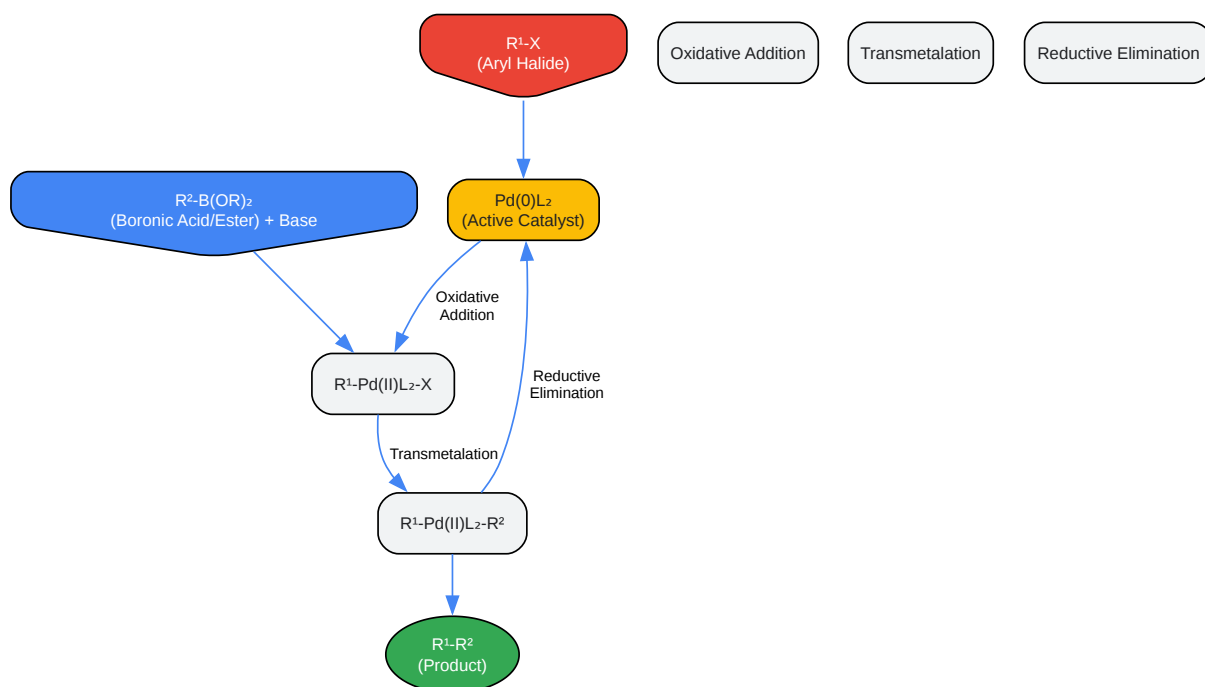 R¹-X
(Aryl Halide)
Oxidative Addition
Transmetalation
Reductive Elimination
R²-B(OR)₂
(Boronic Acid/Ester) + Base
Pd(0)L₂
(Active Catalyst)
Oxidative
Addition
R¹-Pd(II)L₂-X
Reductive
Elimination
Transmetalation
R¹-Pd(II)L₂-R²
R¹-R²
(Product)